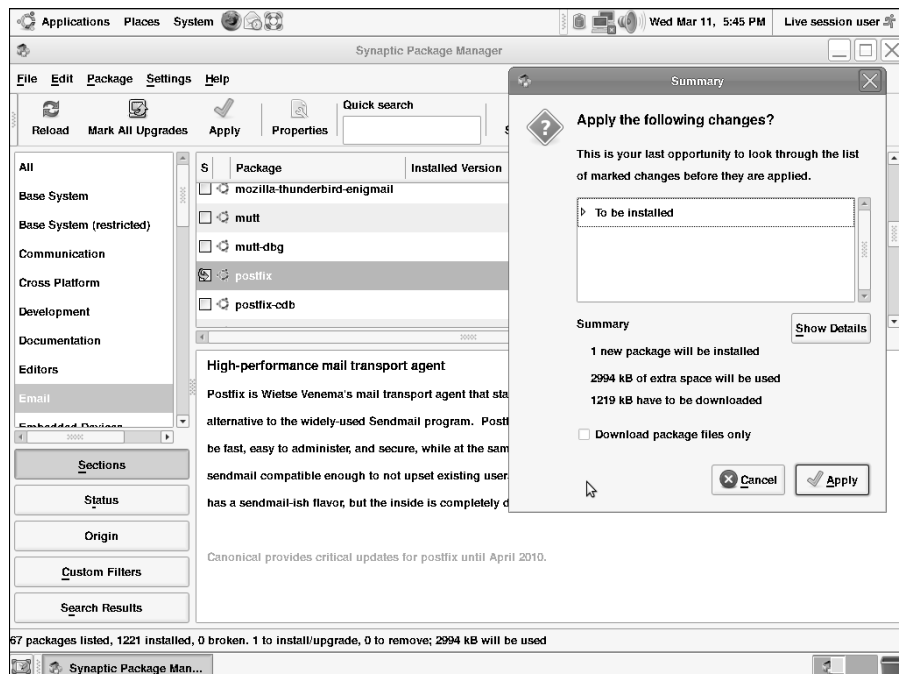 Applications Places System Wed Mar 11, 5:45 PM Live session user
Synaptic Package Manager
File Edit Package Settings Help
Reload Mark All Upgrades Apply Properties Quick search S
All
Base System
Base System (restricted)
Communication
Cross Platform
Development
Documentation
Editors
Email
Embedded Devices
Sections
Status
Origin
Custom Filters
Search Results
S Package Installed Version
mozilla-thunderbird-enigmail
mutt
mutt-dbg
postfix
postfix-cdb
High-performance mail transport agent
Postfix is Wietse Venema's mail transport agent that sta
alternative to the widely-used Sendmail program. Postf
be fast, easy to administer, and secure, while at the sam
sendmail compatible enough to not upset existing user
has a sendmail-ish flavor, but the inside is completely d
Canonical provides critical updates for postfix until April 2010.
Summary
Apply the following changes?
This is your last opportunity to look through the list
of marked changes before they are applied.
To be installed
Summary
Show Details
1 new package will be installed
2994 kB of extra space will be used
1219 kB have to be downloaded
Download package files only
Cancel Apply
67 packages listed, 1221 installed, 0 broken. 1 to install/upgrade, 0 to remove; 2994 kB will be used
Synaptic Package Man...